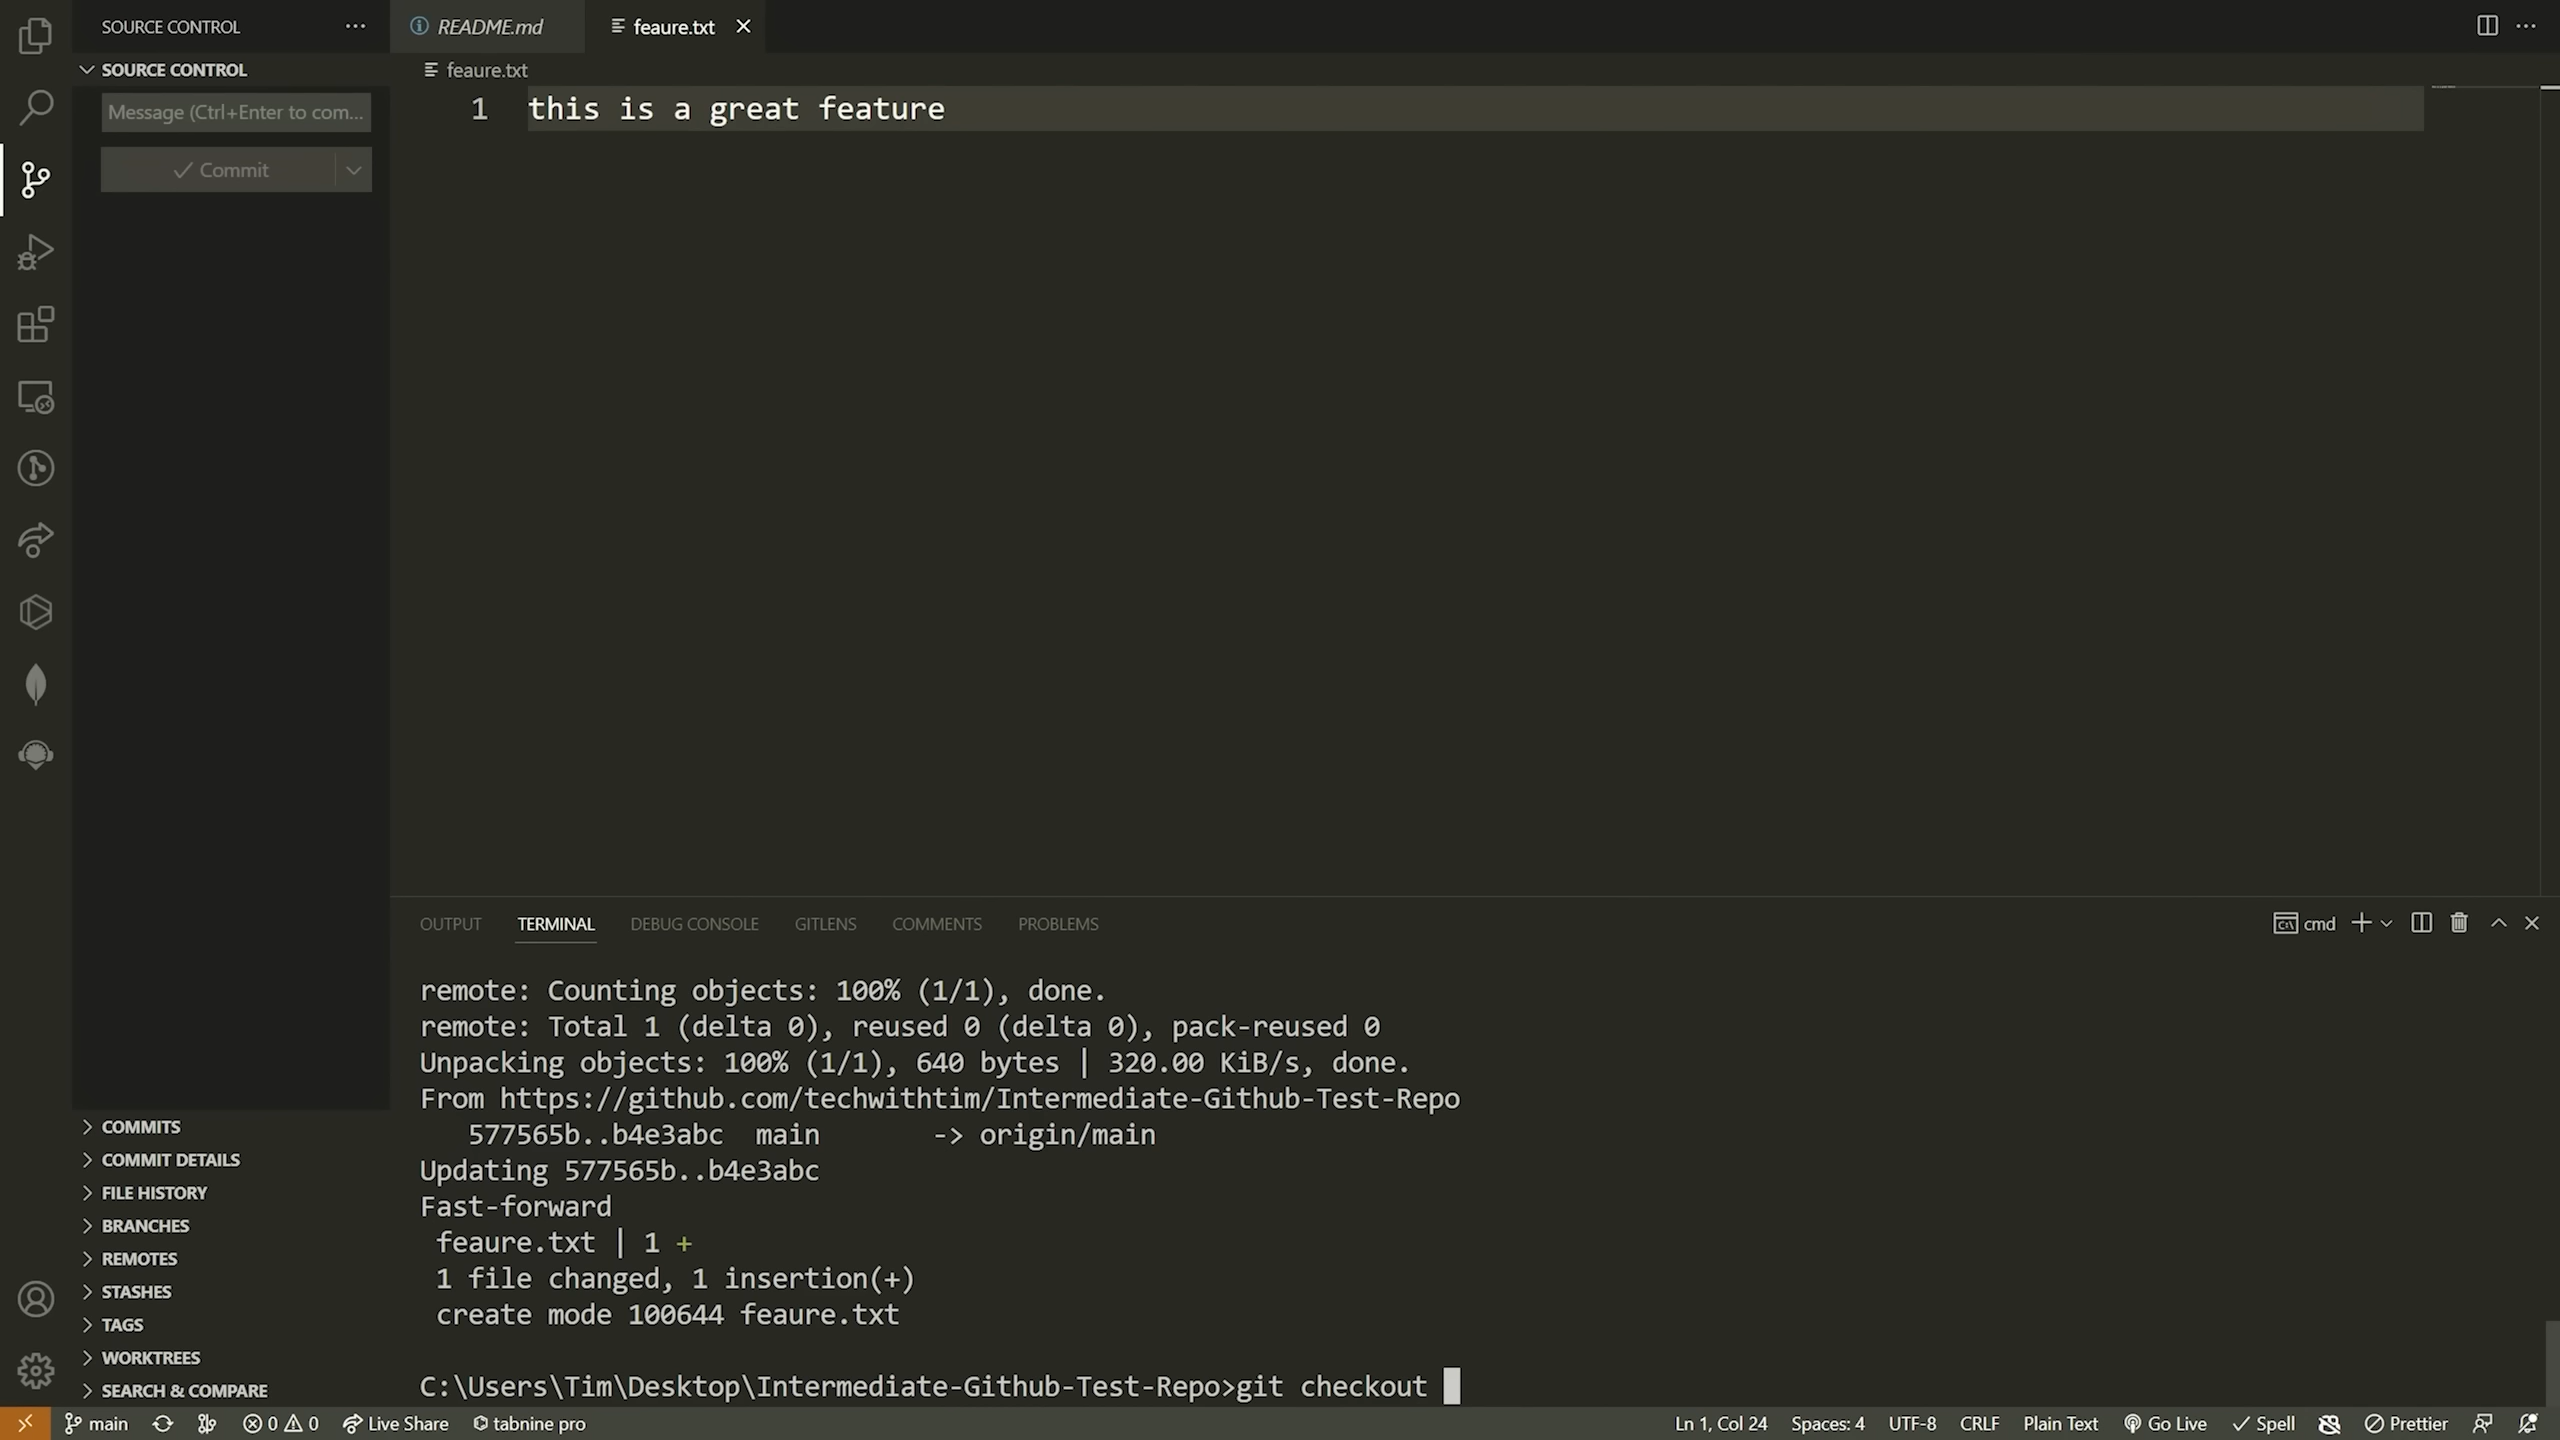 SOURCE CONTROL
README.md
feaure.txt
SOURCE CONTROL
feaure.txt
Message (Ctrl+Enter to com...
1 this is a great feature
Commit
OUTPUT TERMINAL DEBUG CONSOLE GITLENS COMMENTS PROBLEMS
cmd
remote: Counting objects: 100% (1/1), done.
remote: Total 1 (delta 0), reused 0 (delta 0), pack-reused 0
Unpacking objects: 100% (1/1), 640 bytes | 320.00 KiB/s, done.
From https://github.com/techwithtim/Intermediate-Github-Test-Repo
577565b..b4e3abc main -> origin/main
Updating 577565b..b4e3abc
Fast-forward
feaure.txt | 1 +
1 file changed, 1 insertion(+)
create mode 100644 feaure.txt
C:\Users\Tim\Desktop\Intermediate-Github-Test-Repo>git checkout
COMMITS
COMMIT DETAILS
FILE HISTORY
BRANCHES
REMOTES
STASHES
TAGS
WORKTREES
SEARCH & COMPARE
main 0 0 Live Share tabnine pro Ln 1, Col 24 Spaces: 4 UTF-8 CRLF Plain Text Go Live Spell Prettier